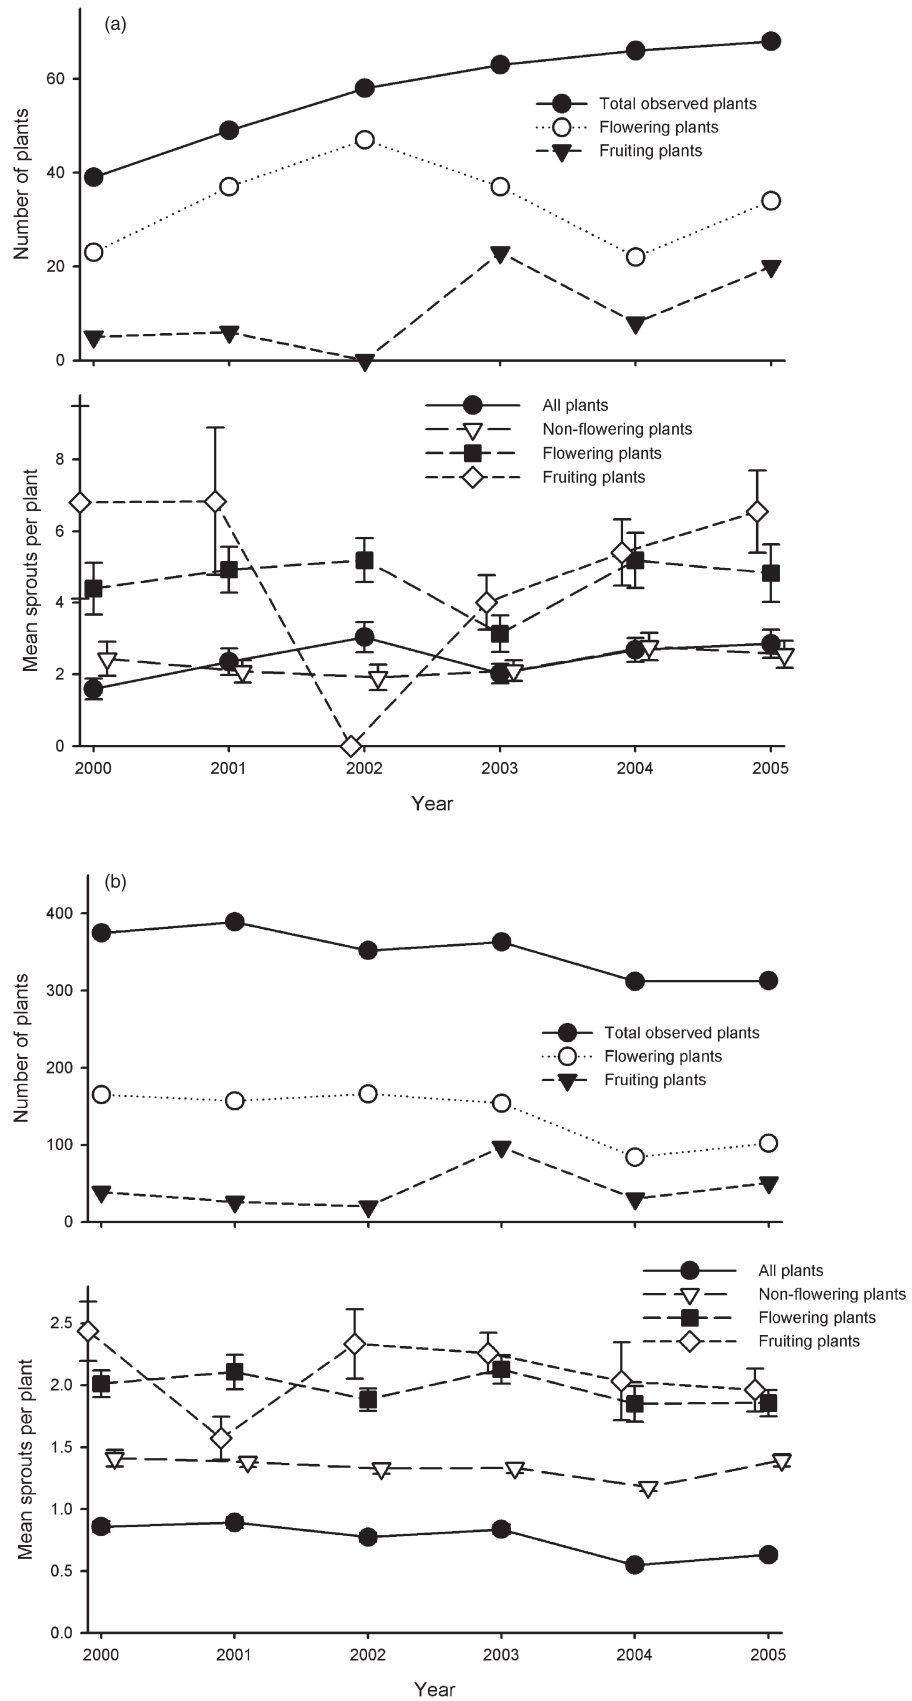 (a)
60
40
20
0
Number of plants
Total observed plants
Flowering plants
Fruiting plants
All plants
Non-flowering plants
Flowering plants
Fruiting plants
8
6
4
2
0
Mean sprouts per plant
2000 2001 2002 2003 2004 2005
Year
(b)
400
300
200
100
0
Number of plants
Total observed plants
Flowering plants
Fruiting plants
All plants
Non-flowering plants
Flowering plants
Fruiting plants
2.5
2.0
1.5
1.0
0.5
0.0
Mean sprouts per plant
2000 2001 2002 2003 2004 2005
Year